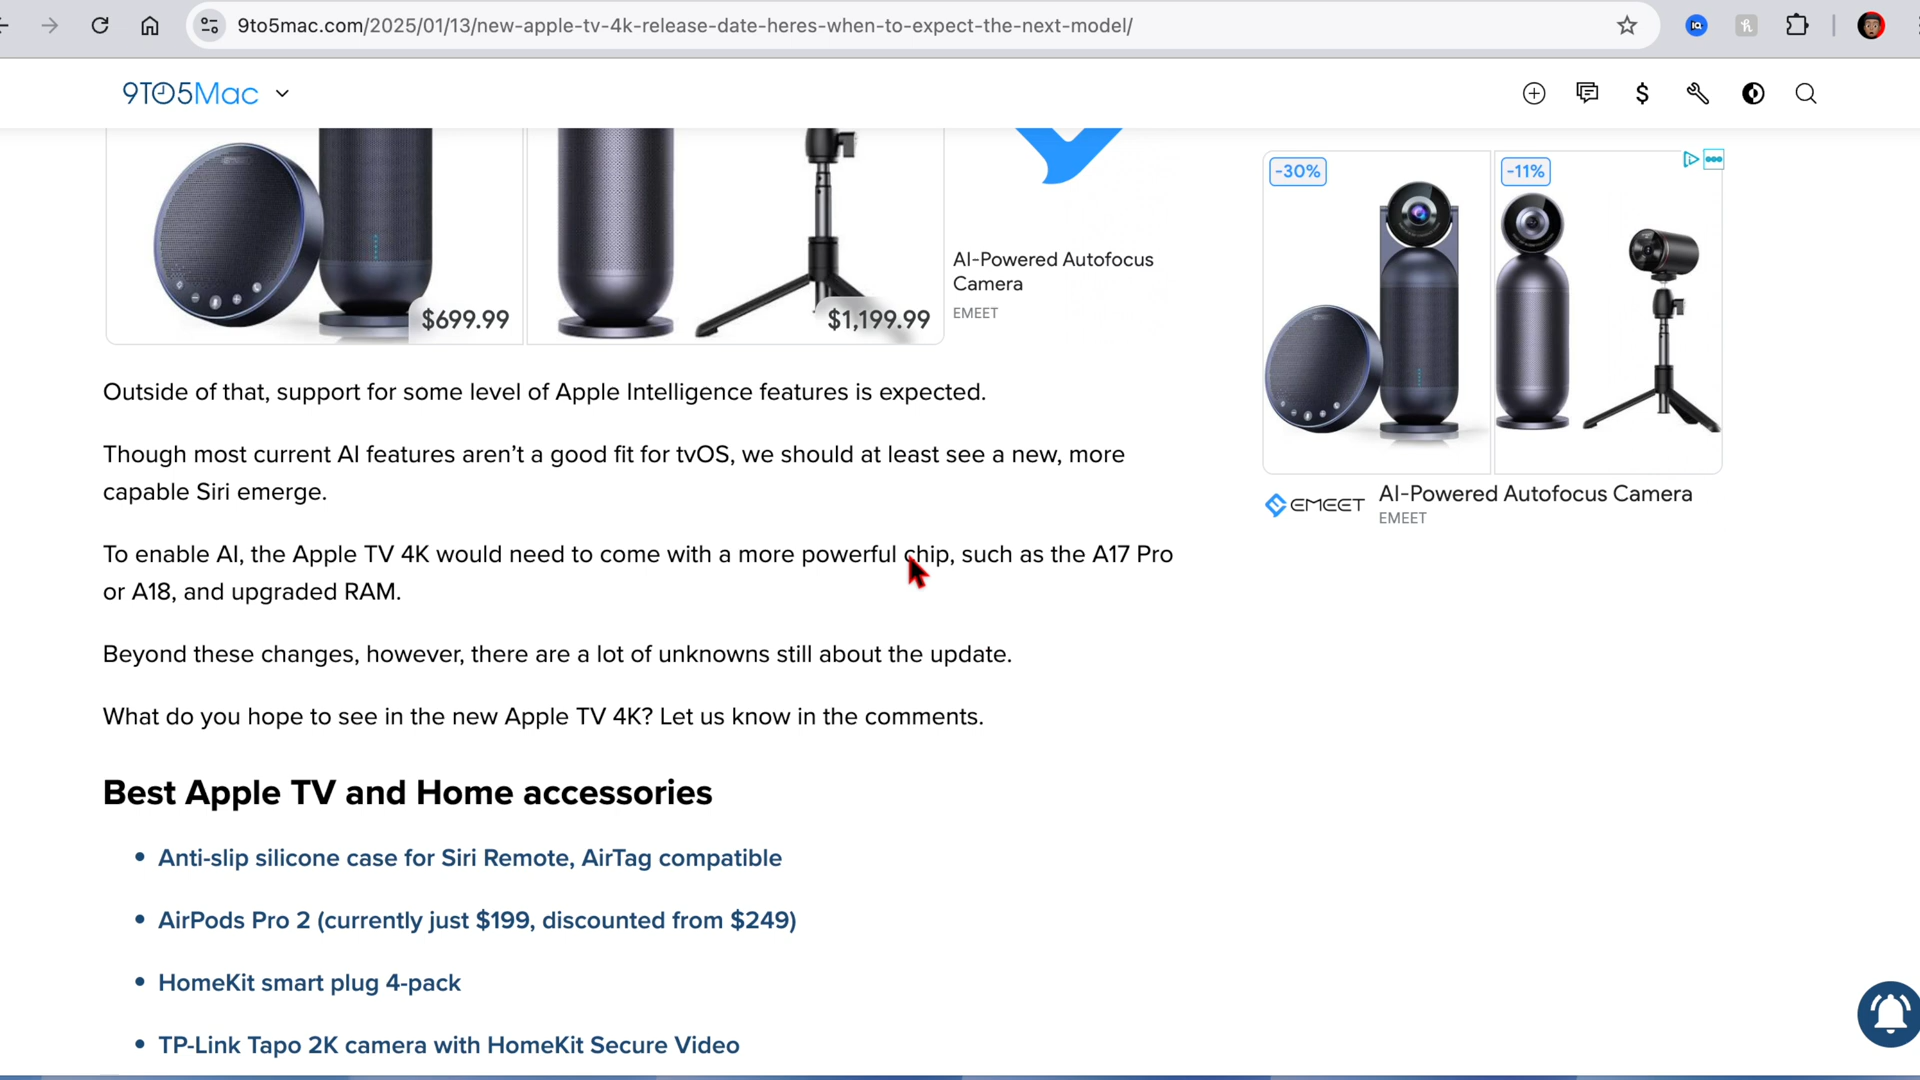 9to5mac.com/2025/01/13/new-apple-tv-4k-release-date-heres-when-to-expect-the-next-model/
9TO5Mac
$
$699.99
$1,199.99
AI-Powered Autofocus
Camera
EMEET
-30%
-11%
EMEET
AI-Powered Autofocus Camera
EMEET
Outside of that, support for some level of Apple Intelligence features is expected.
Though most current AI features aren’t a good fit for tvOS, we should at least see a new, more
capable Siri emerge.
To enable AI, the Apple TV 4K would need to come with a more powerful chip, such as the A17 Pro
or A18, and upgraded RAM.
Beyond these changes, however, there are a lot of unknowns still about the update.
What do you hope to see in the new Apple TV 4K? Let us know in the comments.
Best Apple TV and Home accessories
• Anti-slip silicone case for Siri Remote, AirTag compatible
• AirPods Pro 2 (currently just $199, discounted from $249)
• HomeKit smart plug 4-pack
• TP-Link Tapo 2K camera with HomeKit Secure Video